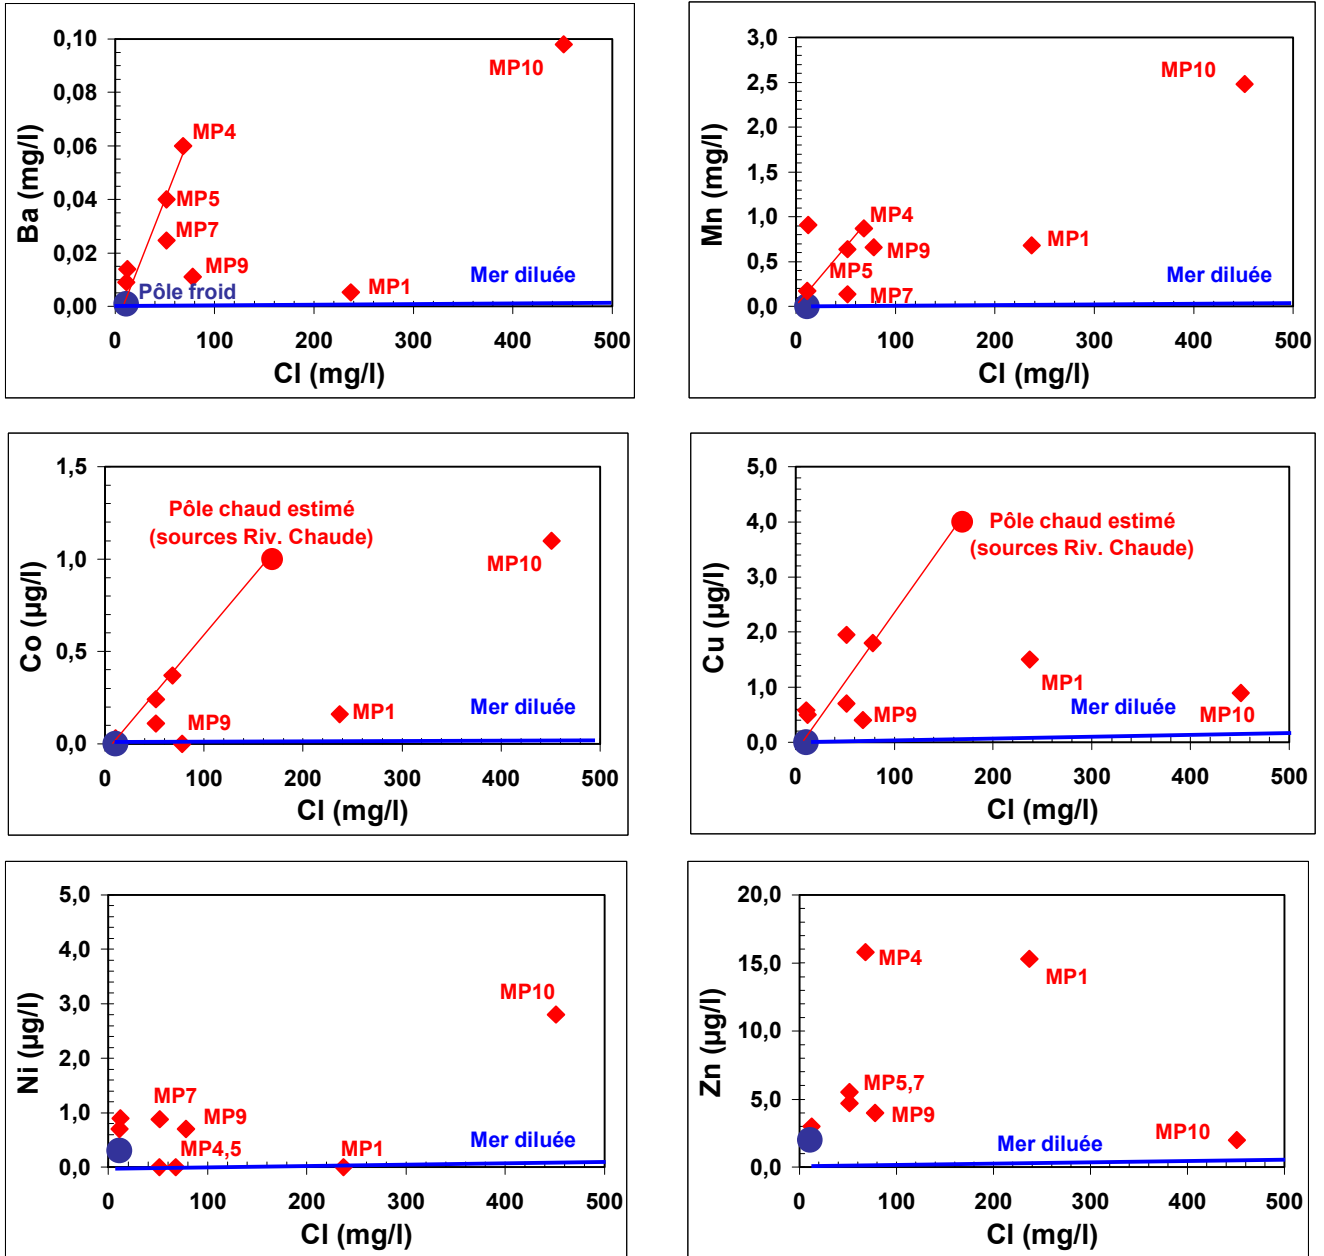 Ba (mg/l)
0,10
0,08
0,06
0,04
0,02
0,00
MP10
MP4
MP5
MP7
MP9
MP1
Pôle froid
Mer diluée
0 100 200 300 400 500
Cl (mg/l)
Mn (mg/l)
3,0
2,5
2,0
1,5
1,0
0,5
0,0
MP10
MP4
MP9
MP1
MP5
MP7
Mer diluée
0 100 200 300 400 500
Cl (mg/l)
Co (µg/l)
1,5
1,0
0,5
0,0
Pôle chaud estimé
(sources Riv. Chaude)
MP10
MP9
MP1
Mer diluée
0 100 200 300 400 500
Cl (mg/l)
Cu (µg/l)
5,0
4,0
3,0
2,0
1,0
0,0
Pôle chaud estimé
(sources Riv. Chaude)
MP1
MP9
MP10
Mer diluée
0 100 200 300 400 500
Cl (mg/l)
Ni (µg/l)
5,0
4,0
3,0
2,0
1,0
0,0
MP10
MP7
MP9
MP4,5
MP1
Mer diluée
0 100 200 300 400 500
Cl (mg/l)
Zn (µg/l)
20,0
15,0
10,0
5,0
0,0
MP4
MP1
MP5,7
MP9
MP10
Mer diluée
0 100 200 300 400 500
Cl (mg/l)